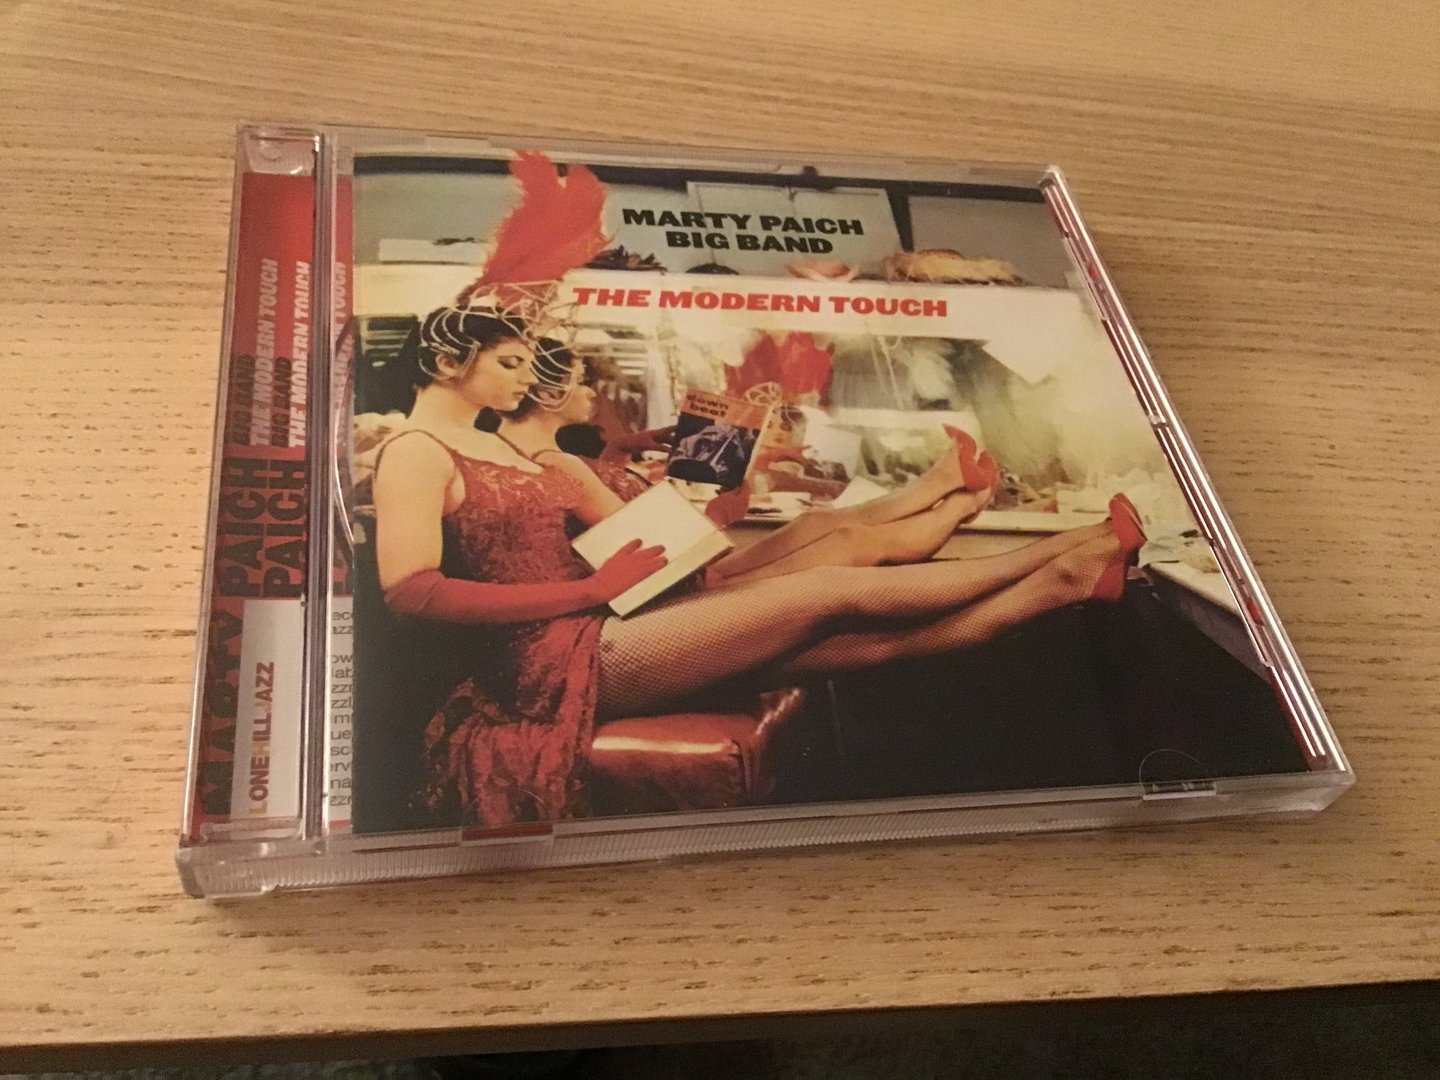 MARTY PAICH
BIG BAND
THE MODERN TOUCH
down
beat
MARTY PAICH BIG BAND THE MODERN TOUCH
PAICH BIG BAND THE MODERN TOUCH
LONEHILLJAZZ